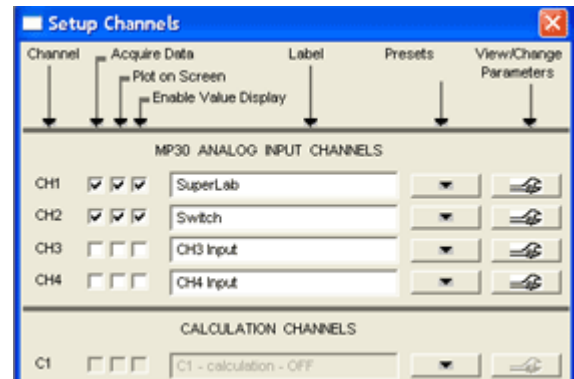 Setup Channels
Channel Acquire Data Label Presets View/Change
Plot on Screen Parameters
Enable Value Display
MP30 ANALOG INPUT CHANNELS
CH1 SuperLab
CH2 Switch
CH3 CH3 Input
CH4 CH4 Input
CALCULATION CHANNELS
C1 C1 - calculation - OFF